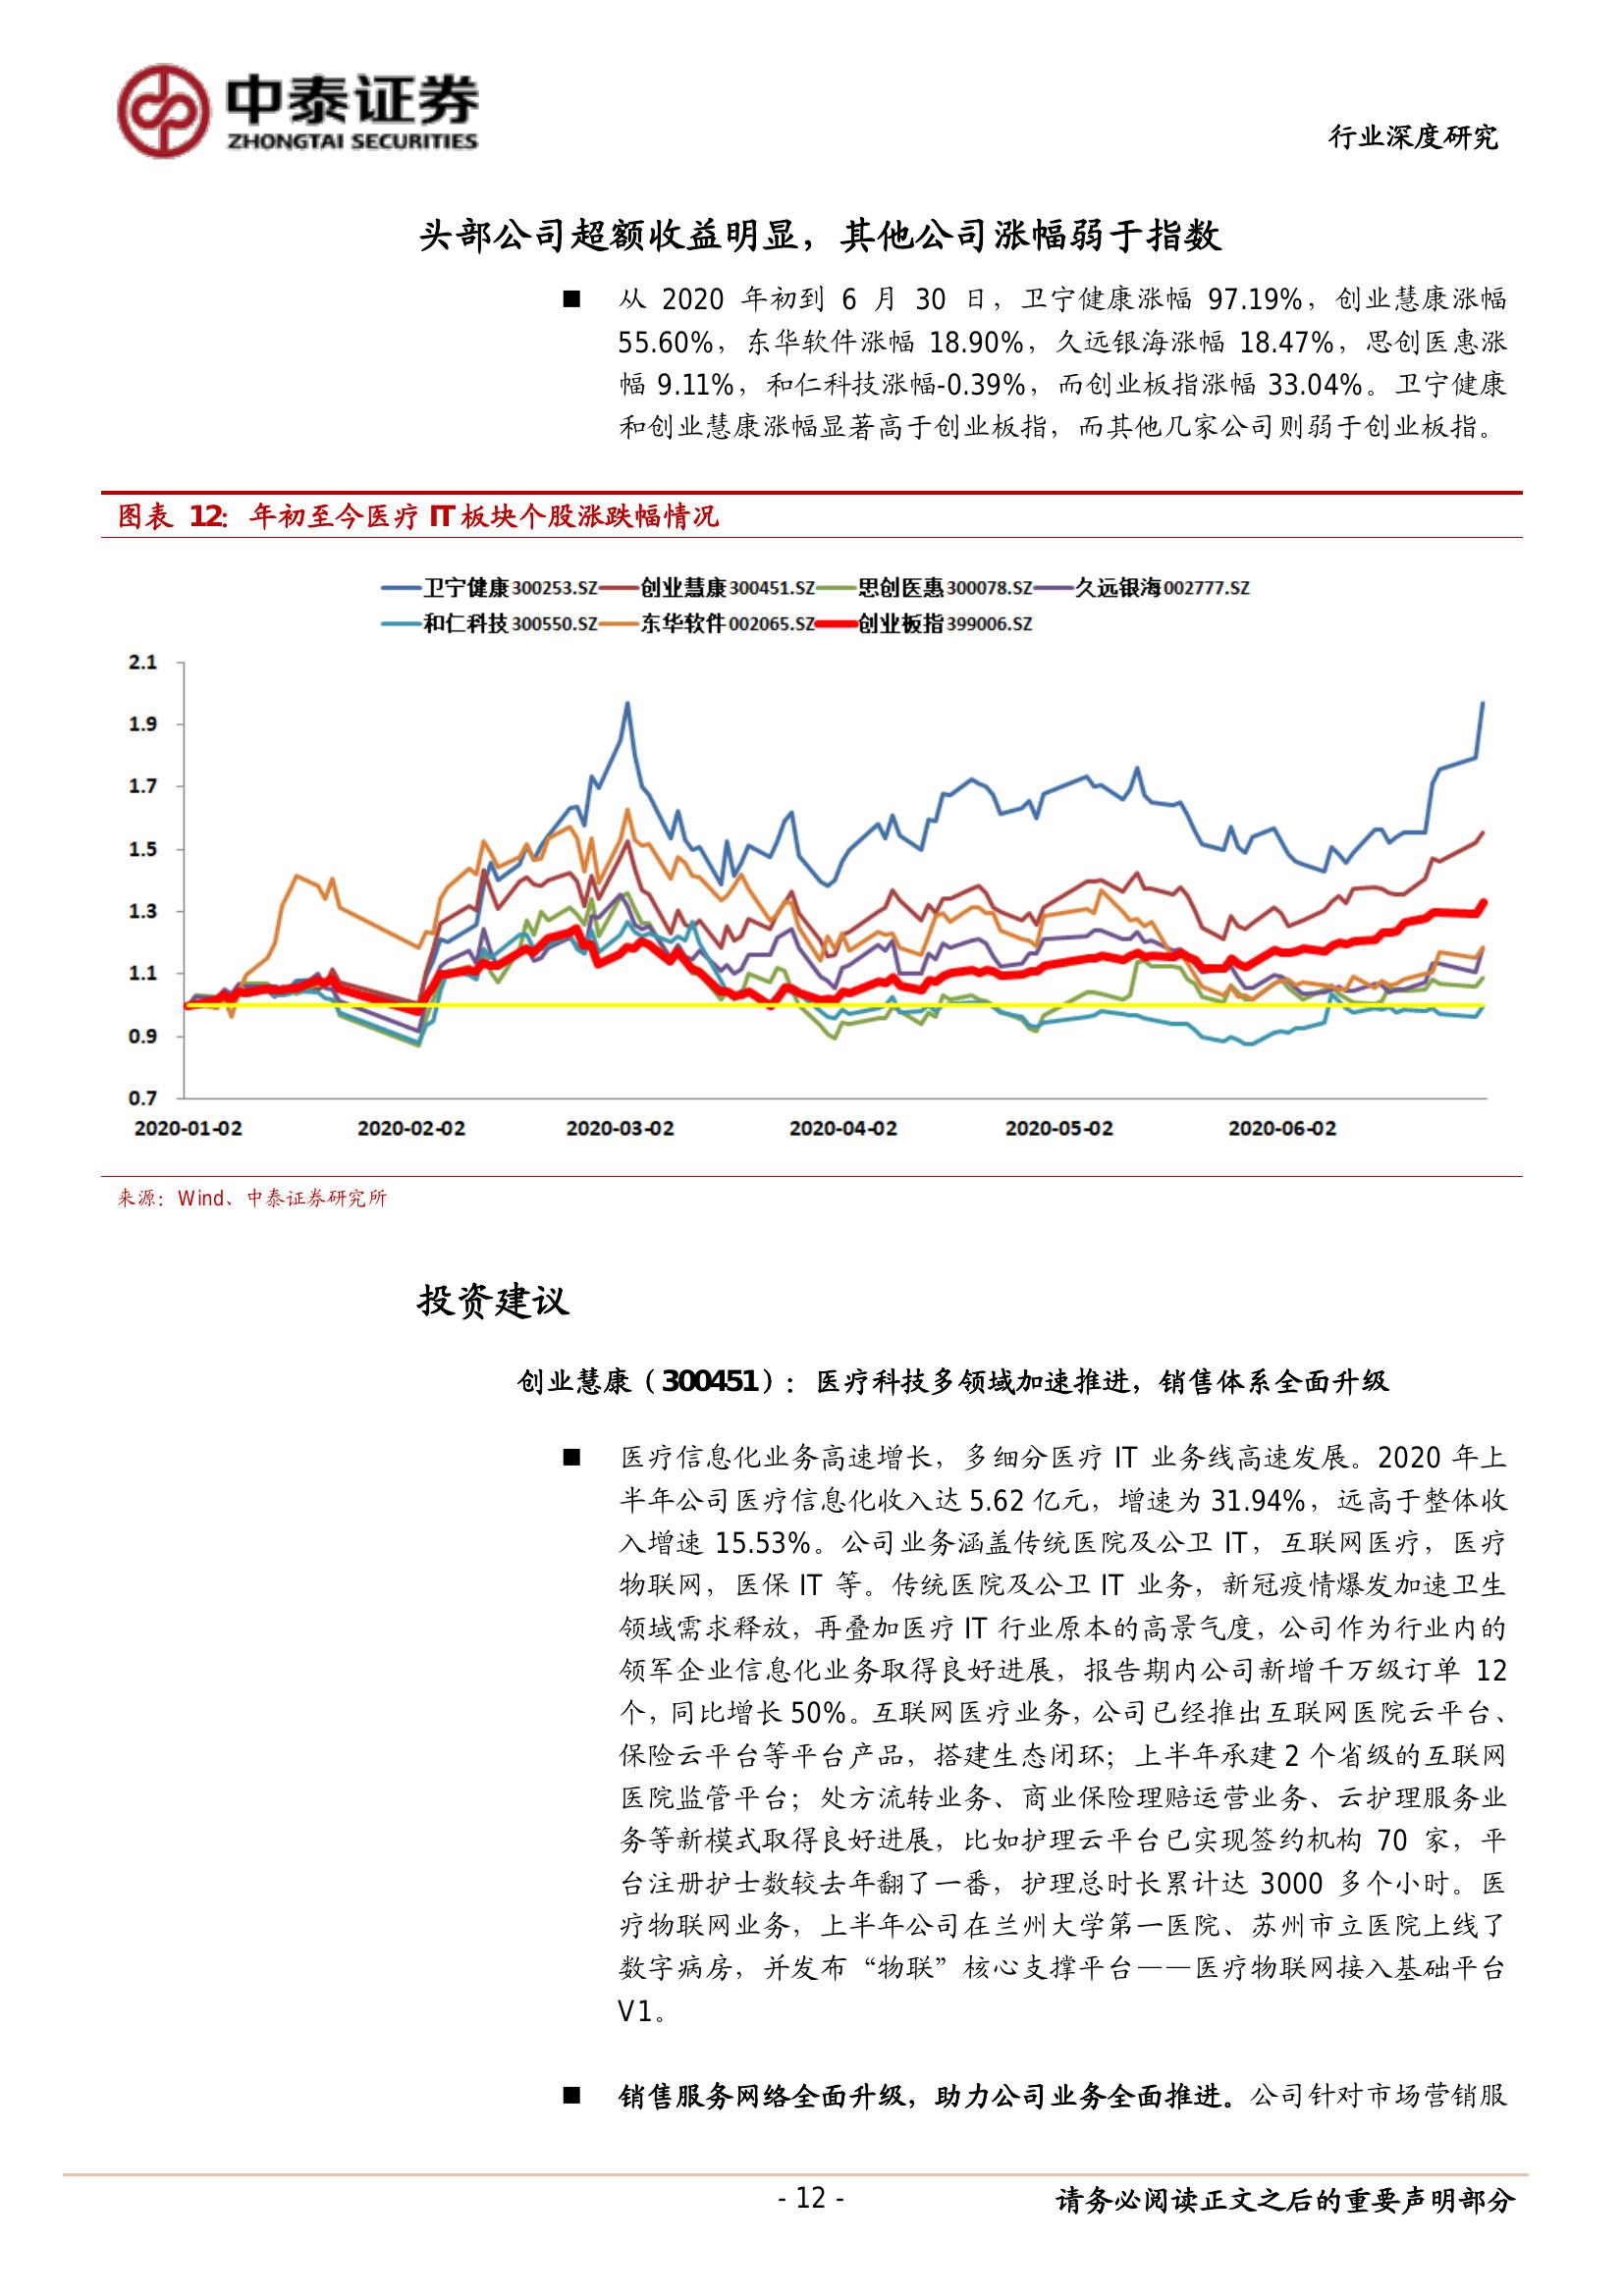 中泰证券
ZHONGTAI SECURITIES
行业深度研究
头部公司超额收益明显，其他公司涨幅弱于指数
■ 从 2020 年初到 6 月 30 日，卫宁健康涨幅 97.19%，创业慧康涨幅
55.60%，东华软件涨幅 18.90%，久远银海涨幅 18.47%，思创医惠涨
幅 9.11%，和仁科技涨幅-0.39%，而创业板指涨幅 33.04%。卫宁健康
和创业慧康涨幅显著高于创业板指，而其他几家公司则弱于创业板指。
图表 12：年初至今医疗 IT 板块个股涨跌幅情况
卫宁健康300253.SZ 创业慧康300451.SZ 思创医惠300078.SZ 久远银海002777.SZ
和仁科技300550.SZ 东华软件002065.SZ 创业板指399006.SZ
2.1
1.9
1.7
1.5
1.3
1.1
0.9
0.7
2020-01-02 2020-02-02 2020-03-02 2020-04-02 2020-05-02 2020-06-02
来源：Wind、中泰证券研究所
投资建议
创业慧康（300451）：医疗科技多领域加速推进，销售体系全面升级
■ 医疗信息化业务高速增长，多细分医疗 IT 业务线高速发展。2020 年上
半年公司医疗信息化收入达 5.62 亿元，增速为 31.94%，远高于整体收
入增速 15.53%。公司业务涵盖传统医院及公卫 IT，互联网医疗，医疗
物联网，医保 IT 等。传统医院及公卫 IT 业务，新冠疫情爆发加速卫生
领域需求释放，再叠加医疗 IT 行业原本的高景气度，公司作为行业内的
领军企业信息化业务取得良好进展，报告期内公司新增千万级订单 12
个，同比增长 50%。互联网医疗业务，公司已经推出互联网医院云平台、
保险云平台等平台产品，搭建生态闭环；上半年承建 2 个省级的互联网
医院监管平台；处方流转业务、商业保险理赔运营业务、云护理服务业
务等新模式取得良好进展，比如护理云平台已实现签约机构 70 家，平
台注册护士数较去年翻了一番，护理总时长累计达 3000 多个小时。医
疗物联网业务，上半年公司在兰州大学第一医院、苏州市立医院上线了
数字病房，并发布“物联”核心支撑平台——医疗物联网接入基础平台
V1。
■ 销售服务网络全面升级，助力公司业务全面推进。公司针对市场营销服
- 12 -
请务必阅读正文之后的重要声明部分